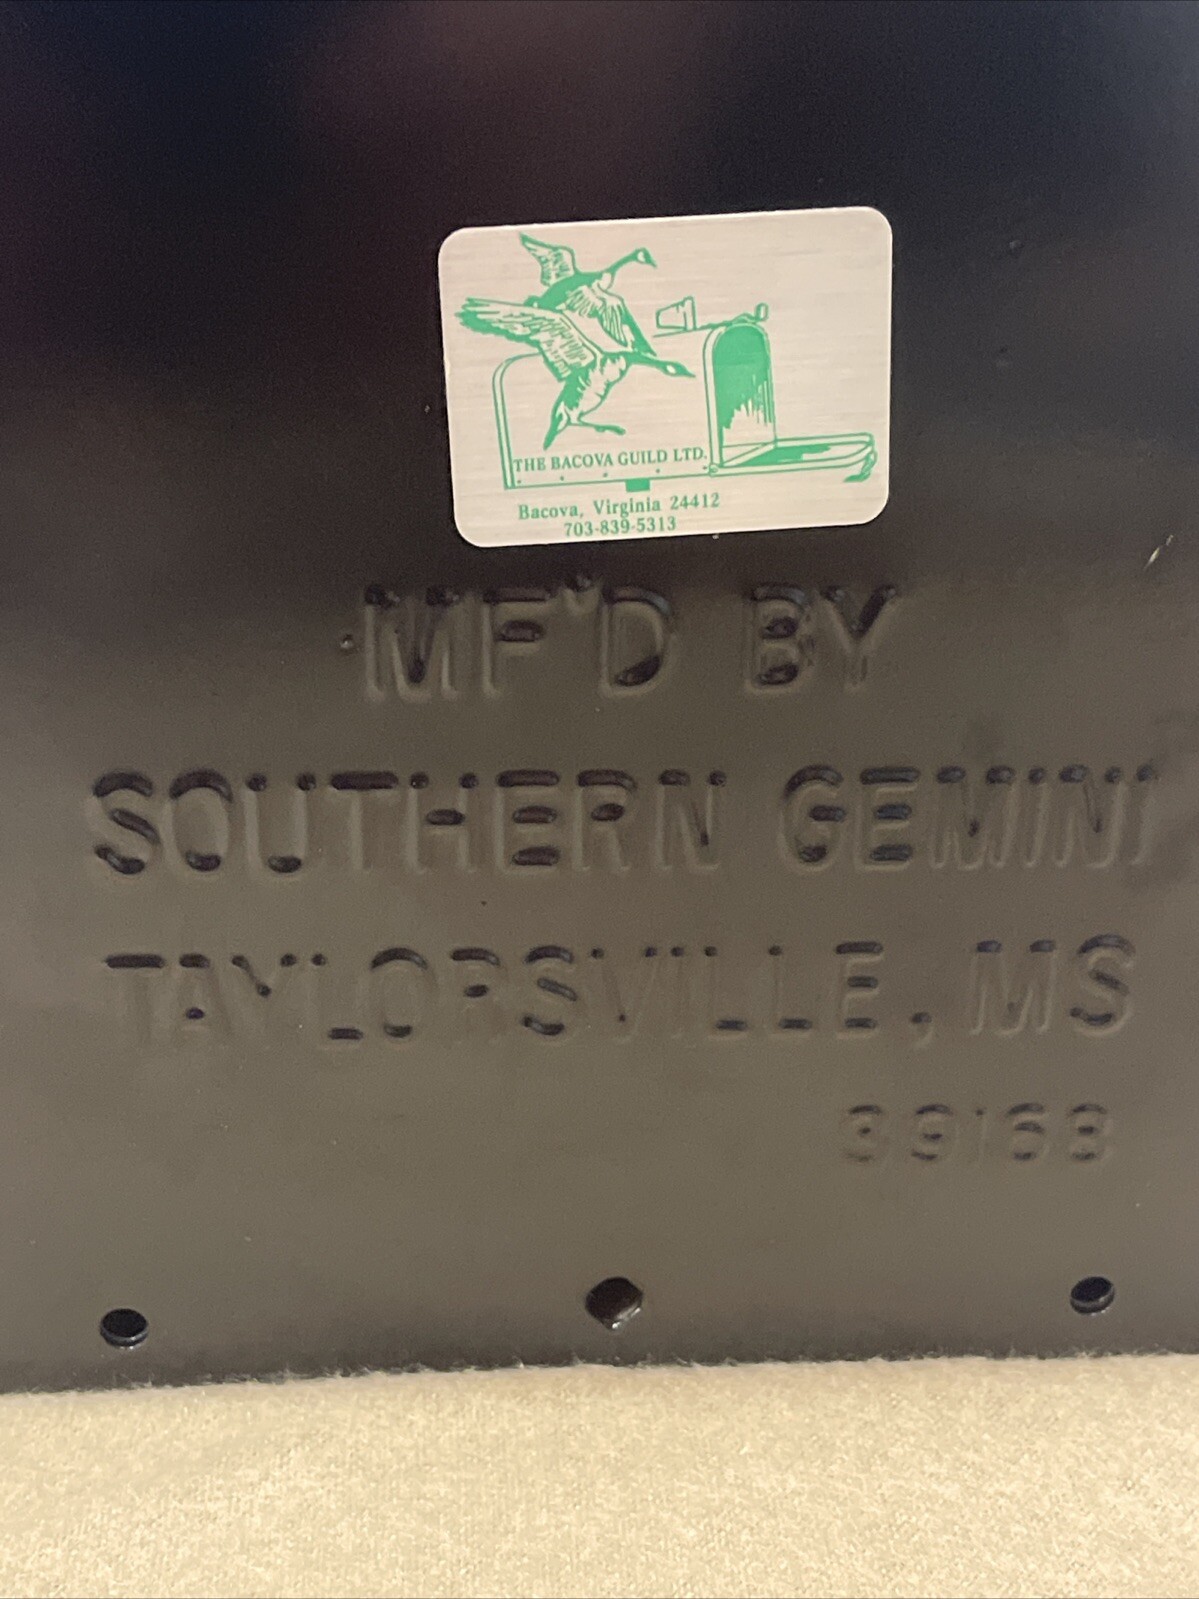 THE BACOVA GUILD LTD.
Bacova, Virginia 24412
703-839-5313
MF'D BY
SOUTHERN GEMINI
TAYLORSVILLE, MS
39168